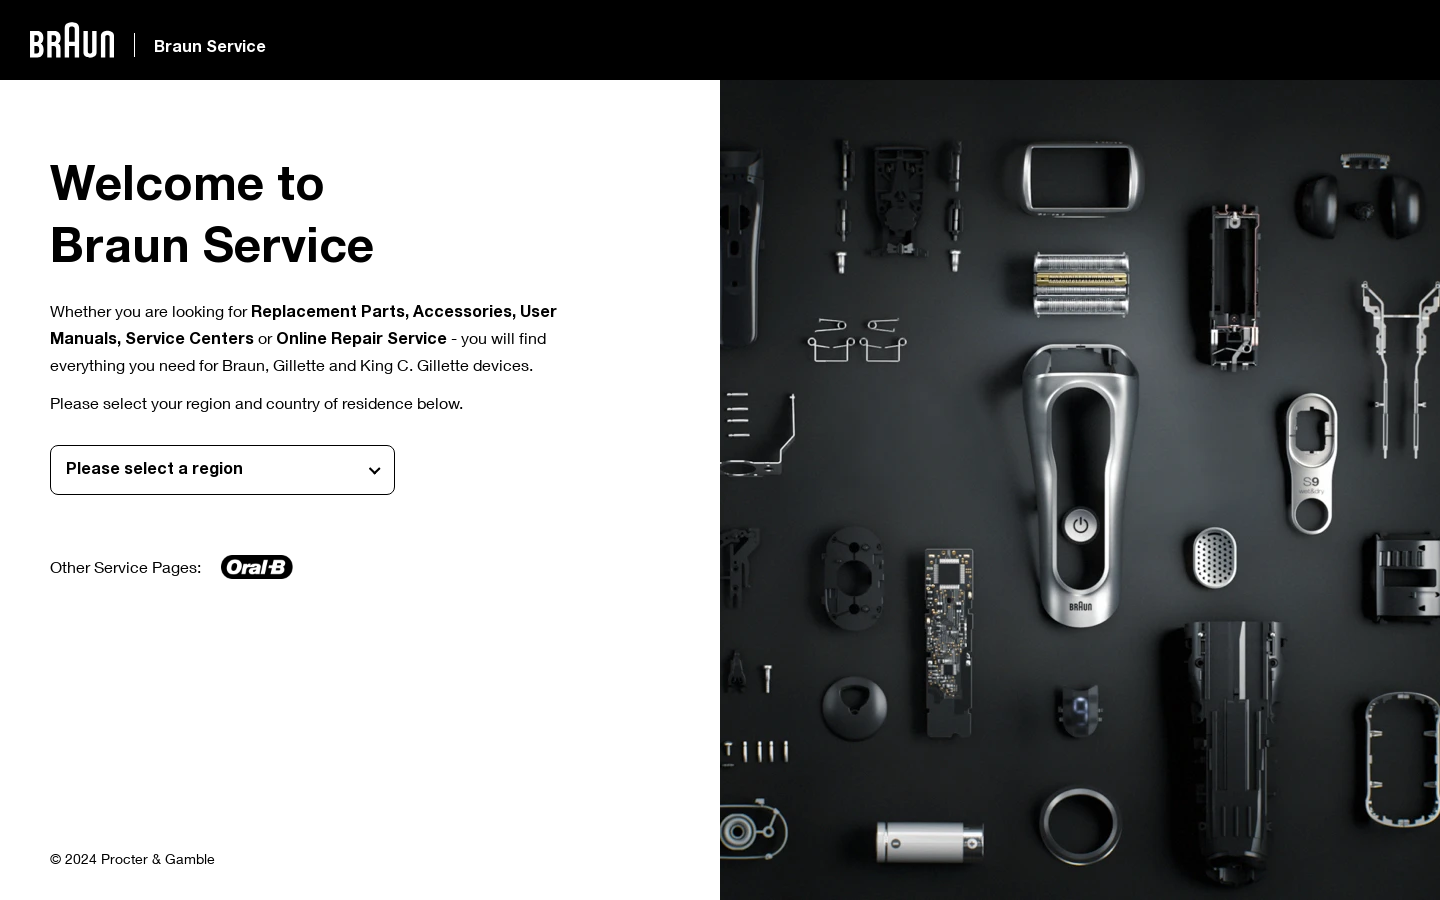 BRAUN
Braun Service
Welcome to
Braun Service
Whether you are looking for Replacement Parts, Accessories, User
Manuals, Service Centers or Online Repair Service - you will find
everything you need for Braun, Gillette and King C. Gillette devices.
Please select your region and country of residence below.
Please select a region
Other Service Pages:
Oral-B
© 2024 Procter & Gamble
S9
wet&dry
BRAUN
9